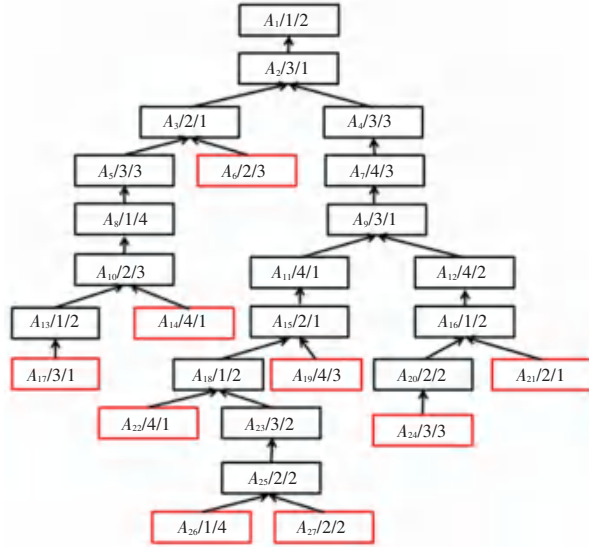 A₁/1/2
A₂/3/1
A₃/2/1
A₄/3/3
A₅/3/3
A₆/2/3
A₇/4/3
A₈/1/4
A₉/3/1
A₁₀/2/3
A₁₁/4/1
A₁₂/4/2
A₁₃/1/2
A₁₄/4/1
A₁₅/2/1
A₁₆/1/2
A₁₇/3/1
A₁₈/1/2
A₁₉/4/3
A₂₀/2/2
A₂₁/2/1
A₂₂/4/1
A₂₃/3/2
A₂₄/3/3
A₂₅/2/2
A₂₆/1/4
A₂₇/2/2